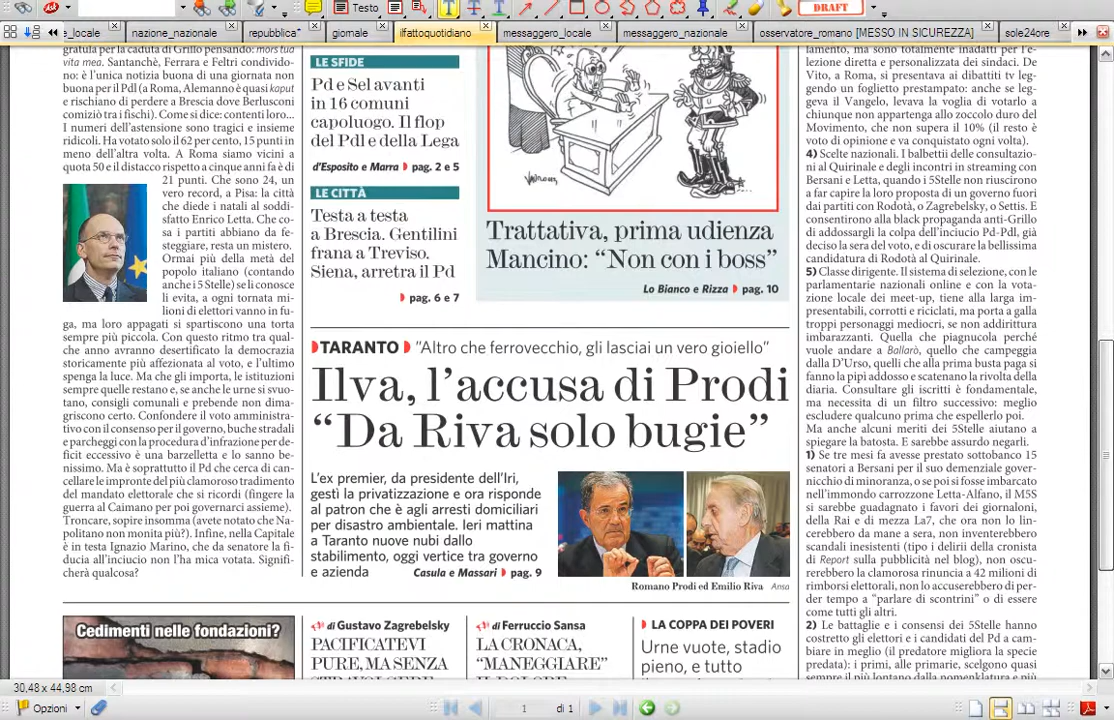 Testo
DRAFT
e_locale
nazione_nazionale
repubblica*
giornale
ilfattoquotidiano
messaggero_locale
messaggero_nazionale
osservatore_romano [MESSO IN SICUREZZA]
sole24ore
gratula per la caduta di Grillo pensando: mors tua
vita mea. Santanchè, Ferrara e Feltri condivido-
no: è l'unica notizia buona di una giornata non
buona per il Pdl (a Roma, Alemanno è quasi kaput
e rischiano di perdere a Brescia dove Berlusconi
comiziò tra i fischi). Come si dice: contenti loro...
I numeri dell'astensione sono tragici e insieme
ridicoli. Ha votato solo il 62 per cento, 15 punti in
meno dell'altra volta. A Roma siamo vicini a
quota 50 e il distacco rispetto a cinque anni fa è di
21 punti. Che sono 24, un
vero record, a Pisa: la città
che diede i natali al soddi-
sfatto Enrico Letta. Che co-
sa i partiti abbiano da fe-
steggiare, resta un mistero.
Ormai più della metà del
popolo italiano (contando
anche i 5Stelle) se li conosce
li evita, a ogni tornata mi-
lioni di elettori vanno in fu-
ga, ma loro appagati si spartiscono una torta
sempre più piccola. Con questo ritmo tra qual-
che anno avranno desertificato la democrazia
storicamente più affezionata al voto, e l'ultimo
spenga la luce. Ma che gli importa, le istituzioni
sempre quelle restano e, se anche le urne si svuo-
tano, consigli comunali e prebende non dima-
griscono certo. Confondere il voto amministra-
tivo con il consenso per il governo, buche stradali
e parcheggi con la procedura d'infrazione per de-
ficit eccessivo è una barzelletta e lo sanno be-
nissimo. Ma è soprattutto il Pd che cerca di can-
cellare le impronte del più clamoroso tradimento
del mandato elettorale che si ricordi (fingere la
guerra al Caimano per poi governarci assieme).
Troncare, sopire insomma (avete notato che Na-
politano non monita più?). Infine, nella Capitale
è in testa Ignazio Marino, che da senatore la fi-
ducia all'inciucio non l'ha mica votata. Signifi-
cherà qualcosa?
Cedimenti nelle fondazioni?
LE SFIDE
Pd e Sel avanti
in 16 comuni
capoluogo. Il flop
del Pdl e della Lega
d'Esposito e Marra pag. 2 e 5
LE CITTÀ
Testa a testa
a Brescia. Gentilini
frana a Treviso.
Siena, arretra il Pd
pag. 6 e 7
Trattativa, prima udienza
Mancino: “Non con i boss”
Lo Bianco e Rizza pag. 10
TARANTO “Altro che ferrovecchio, gli lasciai un vero gioiello”
Ilva, l'accusa di Prodi
“Da Riva solo bugie”
L'ex premier, da presidente dell'Iri,
gestì la privatizzazione e ora risponde
al patron che è agli arresti domiciliari
per disastro ambientale. Ieri mattina
a Taranto nuove nubi dallo
stabilimento, oggi vertice tra governo
e azienda Casula e Massari pag. 9
Romano Prodi ed Emilio Riva Ansa
di Gustavo Zagrebelsky
PACIFICATEVI
PURE, MA SENZA
di Ferruccio Sansa
LA CRONACA,
“MANEGGIARE”
LA COPPA DEI POVERI
Urne vuote, stadio
pieno, e tutto
lamento, ma sono totalmente inadatti per l'e-
lezione diretta e personalizzata dei sindaci. De
Vito, a Roma, si presentava ai dibattiti tv leg-
gendo un foglietto prestampato: anche se leg-
geva il Vangelo, levava la voglia di votarlo a
chiunque non appartenga allo zoccolo duro del
Movimento, che non supera il 10% (il resto è
voto di opinione e va conquistato ogni volta).
4) Scelte nazionali. I balbettii delle consultazio-
ni al Quirinale e degli incontri in streaming con
Bersani e Letta, quando i 5Stelle non riuscirono
a far capire la loro proposta di un governo fuori
dai partiti con Rodotà, o Zagrebelsky, o Settis. E
consentirono alla black propaganda anti-Grillo
di addossargli la colpa dell'inciucio Pd-Pdl, già
deciso la sera del voto, e di oscurare la bellissima
candidatura di Rodotà al Quirinale.
5) Classe dirigente. Il sistema di selezione, con le
parlamentarie nazionali online e con la vota-
zione locale dei meet-up, tiene alla larga im-
presentabili, corrotti e riciclati, ma porta a galla
troppi personaggi mediocri, se non addirittura
imbarazzanti. Quella che piagnucola perché
vuole andare a Ballarò, quello che campeggia
dalla D'Urso, quelli che alla prima busta paga si
fanno la pipì addosso e scatenano la rivolta della
diaria. Consultare gli iscritti è fondamentale,
ma necessita di un filtro successivo: meglio
escludere qualcuno prima che espellerlo poi.
Ma anche alcuni meriti dei 5Stelle aiutano a
spiegare la batosta. E sarebbe assurdo negarli.
1) Se tre mesi fa avesse prestato sottobanco 15
senatori a Bersani per il suo demenziale gover-
nicchio di minoranza, o se poi si fosse imbarcato
nell'immondo carrozzone Letta-Alfano, il M5S
si sarebbe guadagnato i favori dei giornaloni,
della Rai e di mezza La7, che ora non lo lin-
cerebbero da mane a sera, non inventerebbero
scandali inesistenti (tipo i delirii della cronista
di Report sulla pubblicità nel blog), non oscu-
rerebbero la clamorosa rinuncia a 42 milioni di
rimborsi elettorali, non lo accuserebbero di per-
der tempo a “parlare di scontrini” o di essere
come tutti gli altri.
2) Le battaglie e i consensi dei 5Stelle hanno
costretto gli elettori e i candidati del Pd a cam-
biare in meglio (il predatore migliora la specie
predata): i primi, alle primarie, scelgono quasi
sempre il più lontano dalla nomenklatura e più
30,48 x 44,98 cm
Opzioni
1
di 1